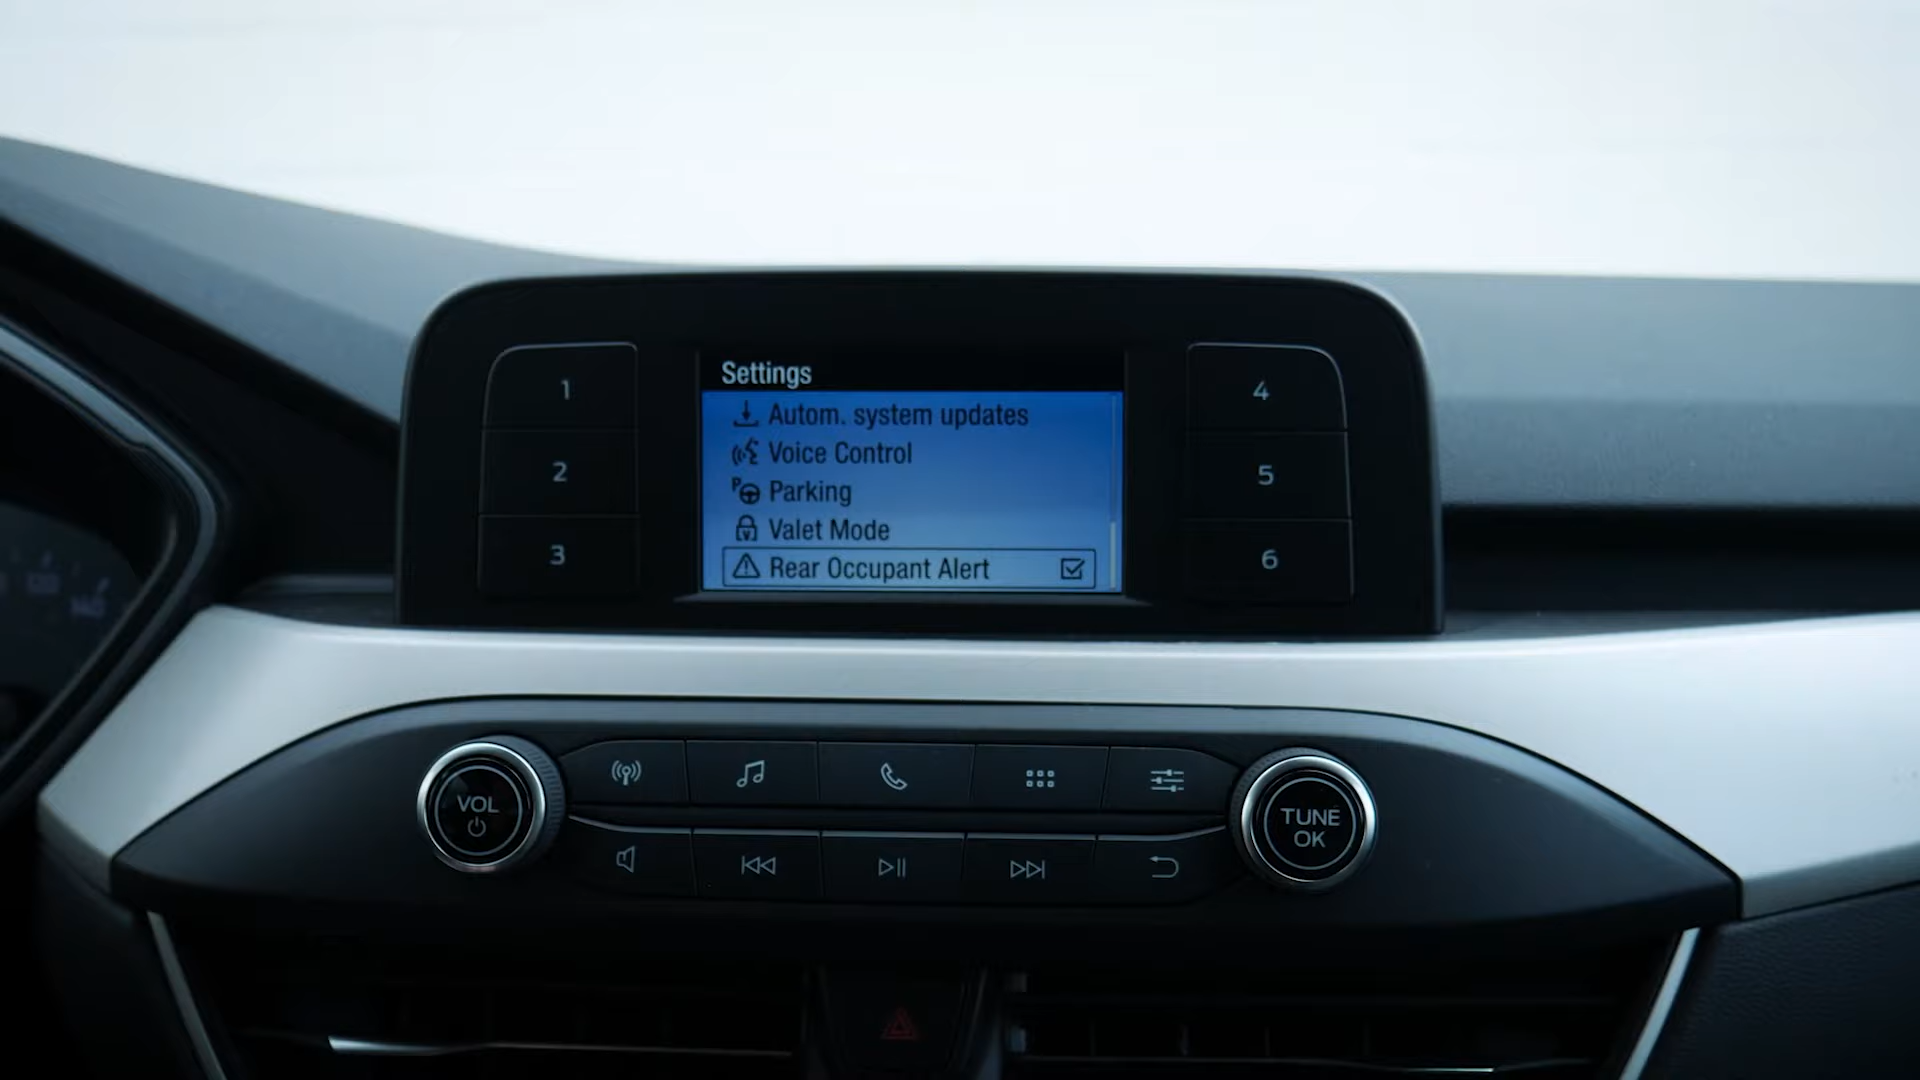 Settings
Autom. system updates
Voice Control
Parking
Valet Mode
Rear Occupant Alert
1
2
3
4
5
6
VOL
TUNE
OK
140